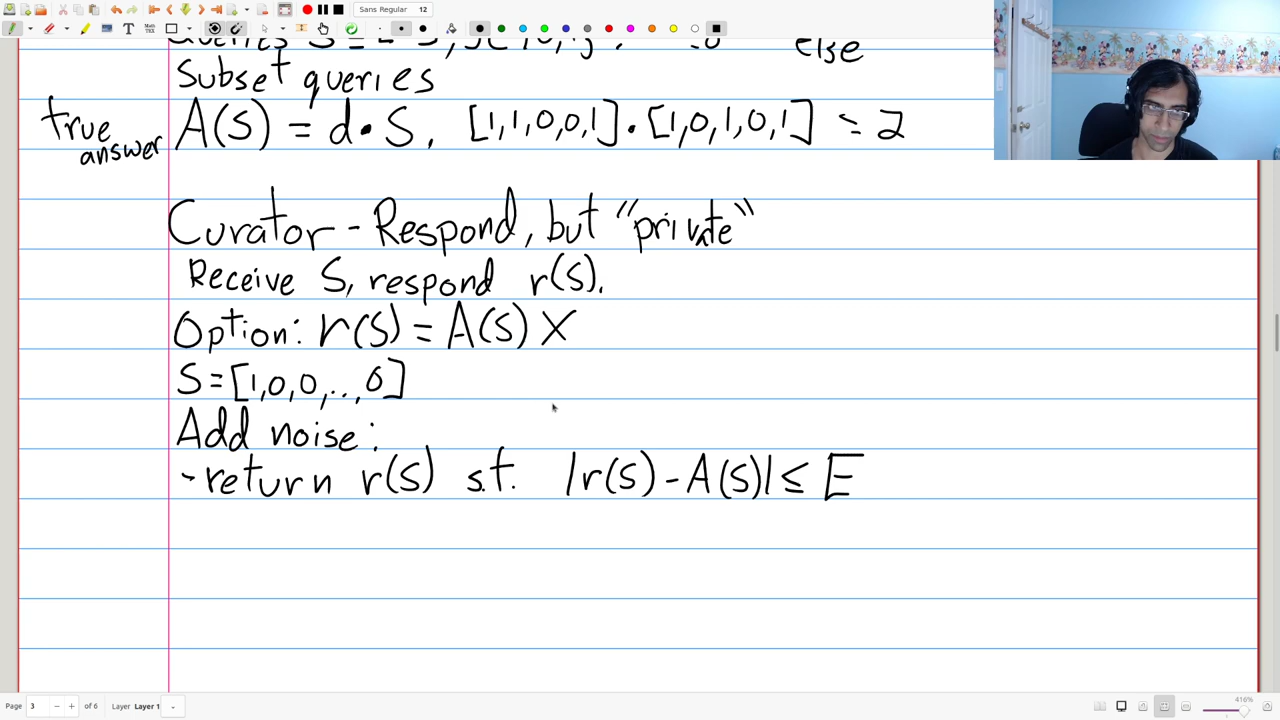 Sans Regular 12
else
Subset queries
true answer A(S) = d•S, [1,1,0,0,1]•[1,0,1,0,1] = 2
Curator - Respond, but "private"
Receive S, respond r(S).
Option: r(S) = A(S) X
S=[1,0,0,..,0]
Add noise:
-return r(S) s.t. |r(S) - A(S)| ≤ E
Page 3 of 6 Layer Layer 1 416%